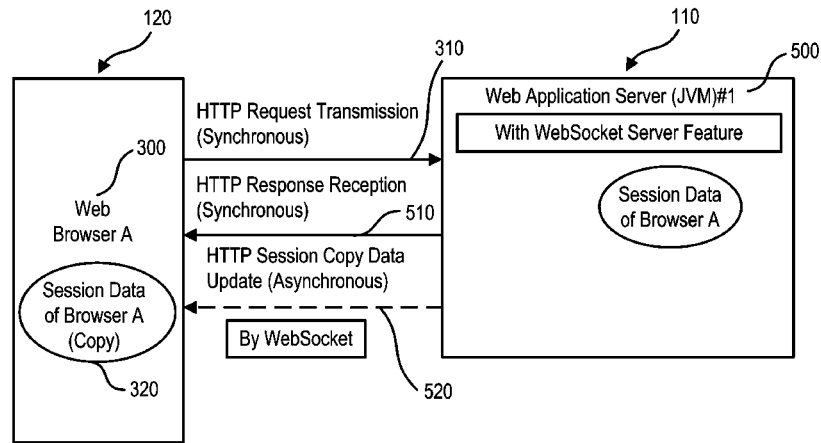 120
110
310
500
HTTP Request Transmission
(Synchronous)
Web Application Server (JVM)#1
With WebSocket Server Feature
300
Web
Browser A
HTTP Response Reception
(Synchronous)
510
Session Data
of Browser A
HTTP Session Copy Data
Update (Asynchronous)
Session Data
of Browser A
(Copy)
By WebSocket
320
520